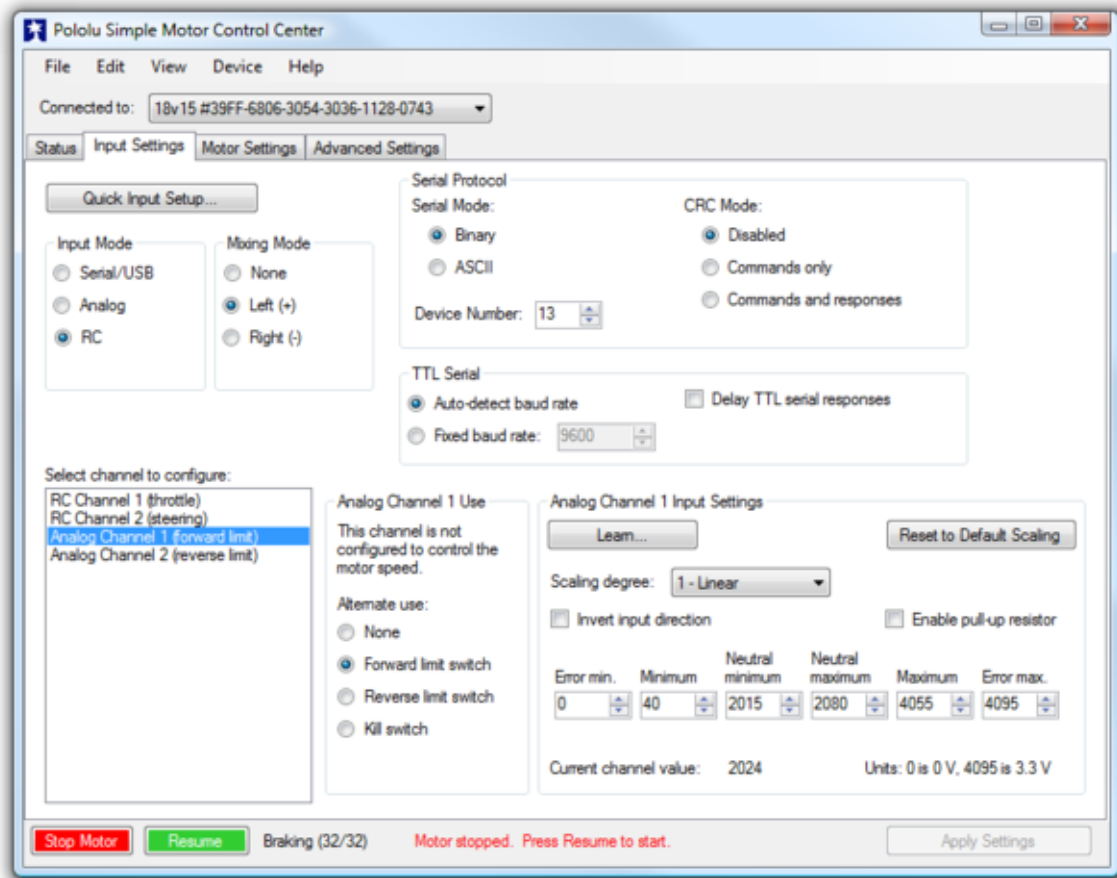 Pololu Simple Motor Control Center
File Edit View Device Help
Connected to: 18v15 #39FF-6806-3054-3036-1128-0743
Status Input Settings Motor Settings Advanced Settings
Quick Input Setup...
Input Mode
Serial/USB
Analog
RC
Mixing Mode
None
Left (+)
Right (-)
Serial Protocol
Serial Mode:
Binary
ASCII
Device Number: 13
CRC Mode:
Disabled
Commands only
Commands and responses
TTL Serial
Auto-detect baud rate
Fixed baud rate: 9600
Delay TTL serial responses
Select channel to configure:
RC Channel 1 (throttle)
RC Channel 2 (steering)
Analog Channel 1 (forward limit)
Analog Channel 2 (reverse limit)
Analog Channel 1 Use
This channel is not
configured to control the
motor speed.
Alternate use:
None
Forward limit switch
Reverse limit switch
Kill switch
Analog Channel 1 Input Settings
Learn... Reset to Default Scaling
Scaling degree: 1 - Linear
Invert input direction Enable pull-up resistor
Error min. Minimum Neutral minimum Neutral maximum Maximum Error max.
0 40 2015 2080 4055 4095
Current channel value: 2024 Units: 0 is 0 V, 4095 is 3.3 V
Stop Motor Resume Braking (32/32) Motor stopped. Press Resume to start. Apply Settings